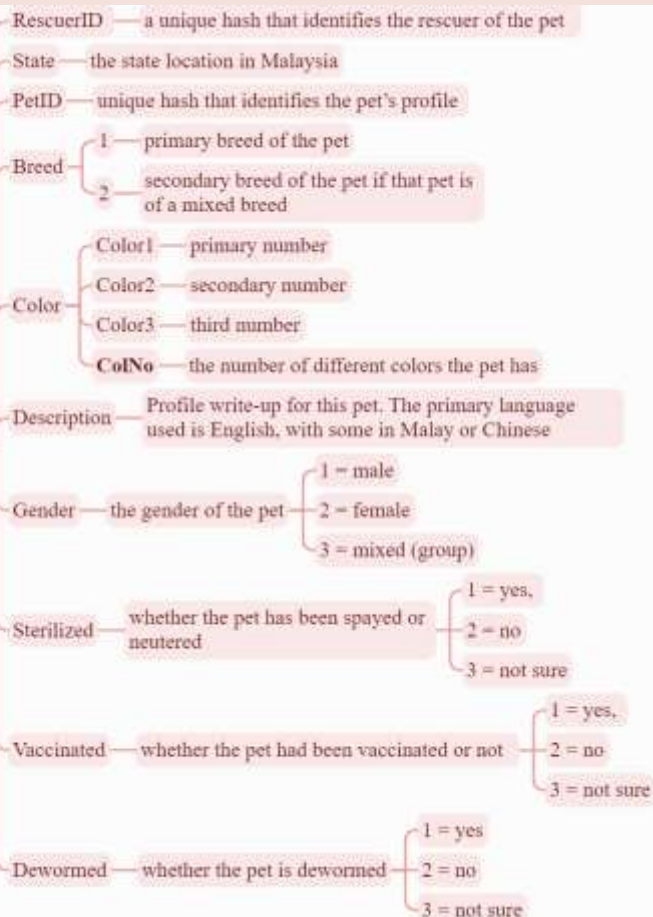 RescuerID a unique hash that identifies the rescuer of the pet
State the state location in Malaysia
PetID unique hash that identifies the pet's profile
Breed
1 primary breed of the pet
2 secondary breed of the pet if that pet is
of a mixed breed
Color
Color1 primary number
Color2 secondary number
Color3 third number
ColNo the number of different colors the pet has
Description
Profile write-up for this pet. The primary language
used is English, with some in Malay or Chinese
Gender the gender of the pet
1 = male
2 = female
3 = mixed (group)
Sterilized
whether the pet has been spayed or
neutered
1 = yes,
2 = no
3 = not sure
Vaccinated whether the pet had been vaccinated or not
1 = yes,
2 = no
3 = not sure
Dewormed whether the pet is dewormed
1 = yes
2 = no
3 = not sure